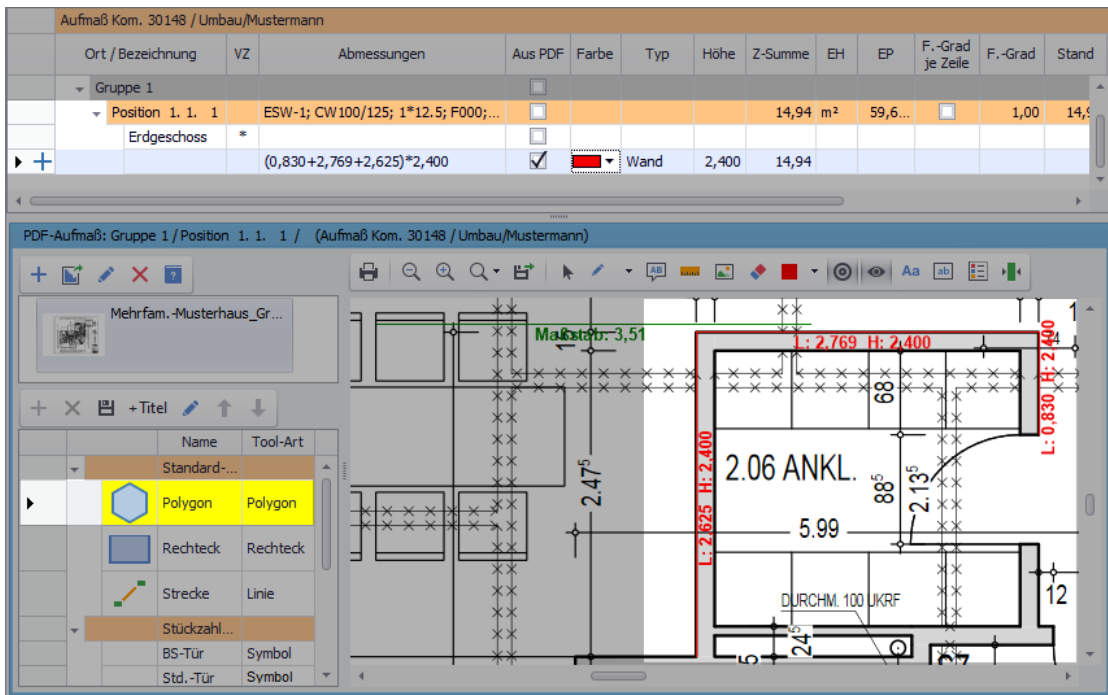 Aufmaß Kom. 30148 / Umbau/Mustermann
Ort / Bezeichnung VZ Abmessungen Aus PDF Farbe Typ Höhe Z-Summe EH EP F.-Grad je Zeile F.-Grad Stand
Gruppe 1
Position 1. 1. 1 ESW-1; CW100/125; 1*12.5; F000;... 14,94 m² 59,6... 1,00
Erdgeschoss *
(0,830+2,769+2,625)*2,400 Wand 2,400 14,94
PDF-Aufmaß: Gruppe 1 / Position 1. 1. 1 / (Aufmaß Kom. 30148 / Umbau/Mustermann)
AB Aa ab
Mehrfam.-Musterhaus_Gr...
+Titel
Name Tool-Art
Standard-...
Polygon Polygon
Rechteck Rechteck
Strecke Linie
Stückzahl...
BS-Tür Symbol
Std.-Tür Symbol
Maßstab: 3,51
L: 2,769 H: 2,400
L: 0,830 H: 2,400
L: 2,625 H: 2,400
68
2.47⁵
2.06 ANKL.
88⁵
2.13⁵
5.99
DURCHM. 100 UKRF
12
24⁵